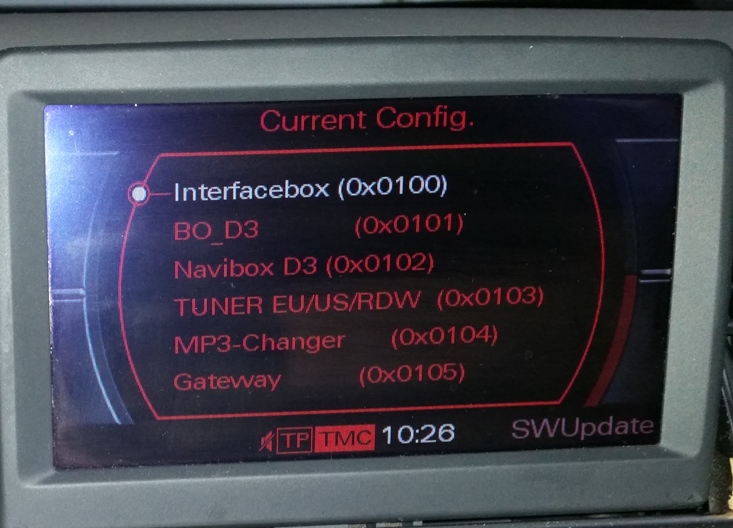 Current Config.
Interfacebox (0x0100)
BO_D3 (0x0101)
Navibox D3 (0x0102)
TUNER EU/US/RDW (0x0103)
MP3-Changer (0x0104)
Gateway (0x0105)
TP TMC 10:26 SWUpdate